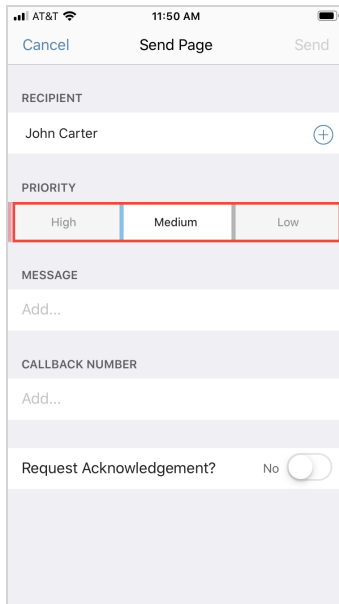 AT&T 11:50 AM
Cancel Send Page Send
RECIPIENT
John Carter
PRIORITY
High Medium Low
MESSAGE
Add...
CALLBACK NUMBER
Add...
Request Acknowledgement? No